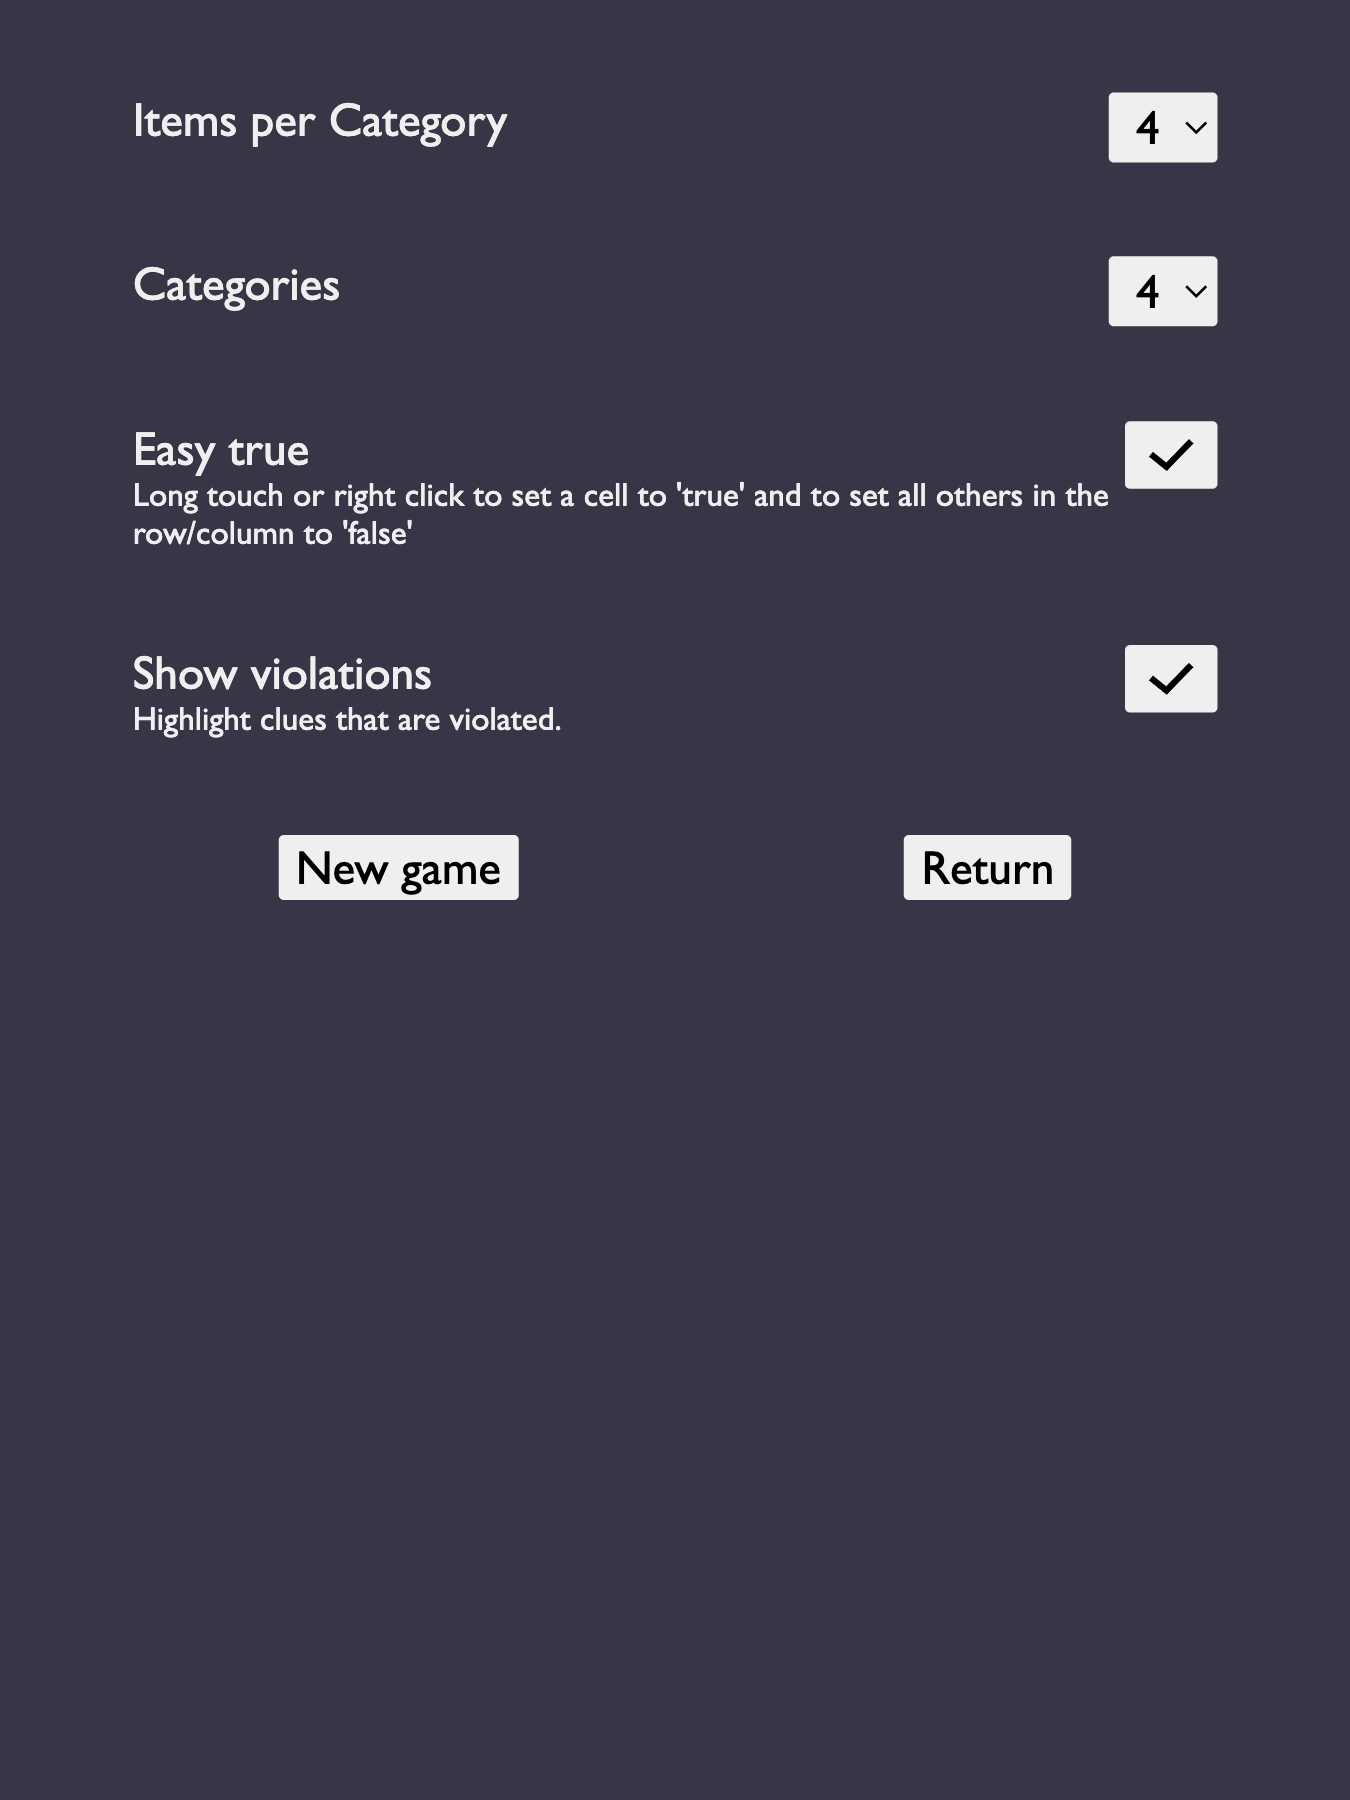 Items per Category
4
Categories
4
Easy true
Long touch or right click to set a cell to 'true' and to set all others in the
row/column to 'false'
Show violations
Highlight clues that are violated.
New game
Return